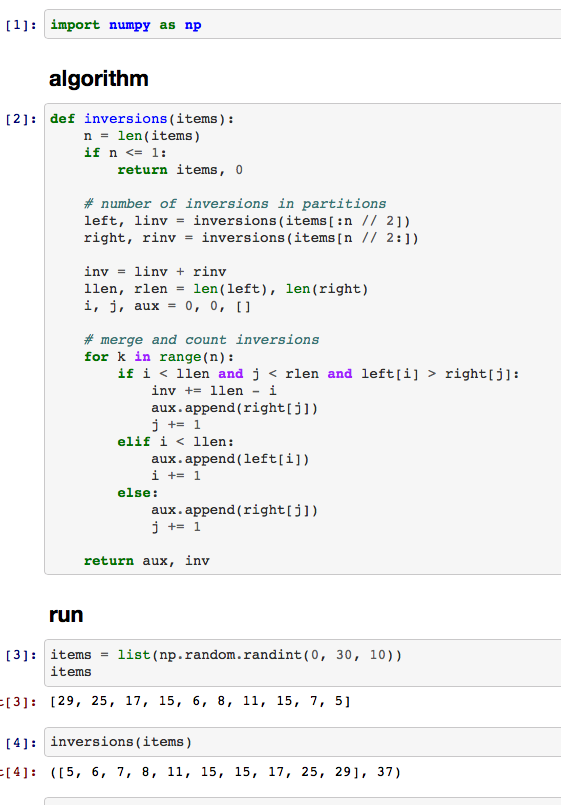 [1]: import numpy as np
algorithm
[2]: def inversions(items):
    n = len(items)
    if n <= 1:
        return items, 0

    # number of inversions in partitions
    left, linv = inversions(items[:n // 2])
    right, rinv = inversions(items[n // 2:])

    inv = linv + rinv
    llen, rlen = len(left), len(right)
    i, j, aux = 0, 0, []

    # merge and count inversions
    for k in range(n):
        if i < llen and j < rlen and left[i] > right[j]:
            inv += llen - i
            aux.append(right[j])
            j += 1
        elif i < llen:
            aux.append(left[i])
            i += 1
        else:
            aux.append(right[j])
            j += 1

    return aux, inv
run
[3]: items = list(np.random.randint(0, 30, 10))
items
t[3]: [29, 25, 17, 15, 6, 8, 11, 15, 7, 5]
[4]: inversions(items)
t[4]: ([5, 6, 7, 8, 11, 15, 15, 17, 25, 29], 37)